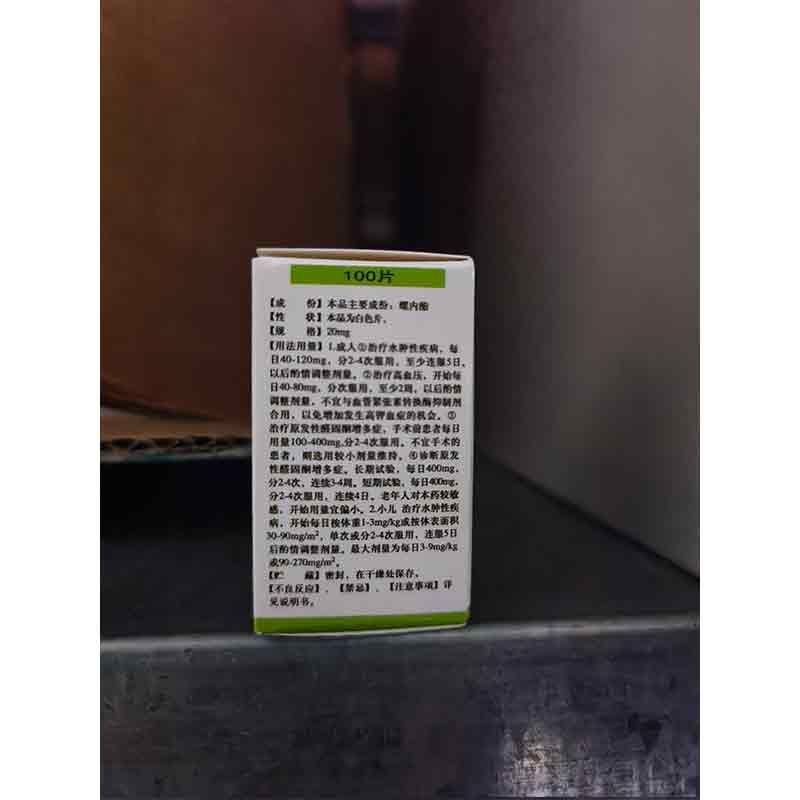 100片
【成 份】本品主要成份：螺内酯
【性 状】本品为白色片。
【规 格】20mg
【用法用量】1.成人①治疗水肿性疾病，每
日40-120mg，分2-4次服用，至少连服5日。
以后酌情调整剂量。②治疗高血压，开始每
日40-80mg，分次服用，至少2周，以后酌情
调整剂量，不宜与血管紧张素转换酶抑制剂
合用，以免增加发生高钾血症的机会。③
治疗原发性醛固酮增多症，手术前患者每日
用量100-400mg,分2-4次服用。不宜手术的
患者，则选用较小剂量维持。④诊断原发
性醛固酮增多症。长期试验，每日400mg，
分2-4次，连续3-4周。短期试验，每日400mg，
分2-4次服用，连续4日。老年人对本药较敏
感，开始用量宜偏小。2.小儿 治疗水肿性疾
病，开始每日按体重1-3mg/kg或按体表面积
30-90mg/m²，单次或分2-4次服用，连服5日
后酌情调整剂量。最大剂量为每日3-9mg/kg
或90-270mg/m²。
【贮 藏】密封，在干燥处保存。
【不良反应】、【禁忌】、【注意事项】详
见说明书。